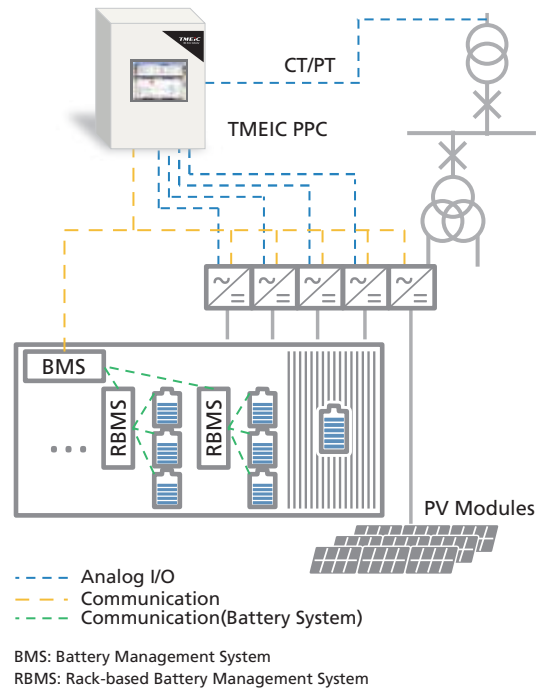 TMEIC
CT/PT
TMEIC PPC
BMS
RBMS
RBMS
PV Modules
Analog I/O
Communication
Communication(Battery System)
BMS: Battery Management System
RBMS: Rack-based Battery Management System